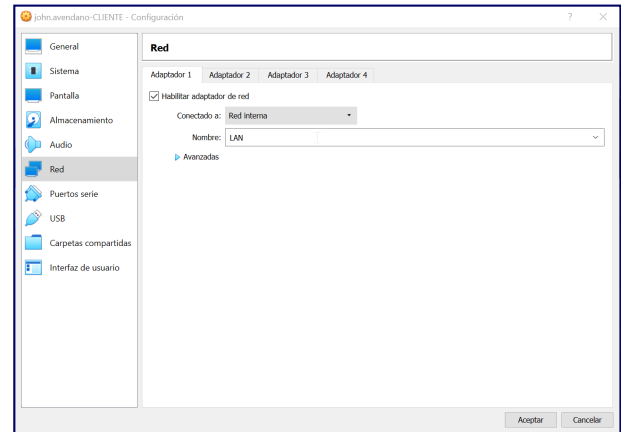 john.avendano-CLIENTE - Configuración
?
General
Sistema
Pantalla
Almacenamiento
Audio
Red
Puertos serie
USB
Carpetas compartidas
Interfaz de usuario
Red
Adaptador 1 Adaptador 2 Adaptador 3 Adaptador 4
Habilitar adaptador de red
Conectado a: Red interna
Nombre: LAN
Avanzadas
Aceptar Cancelar